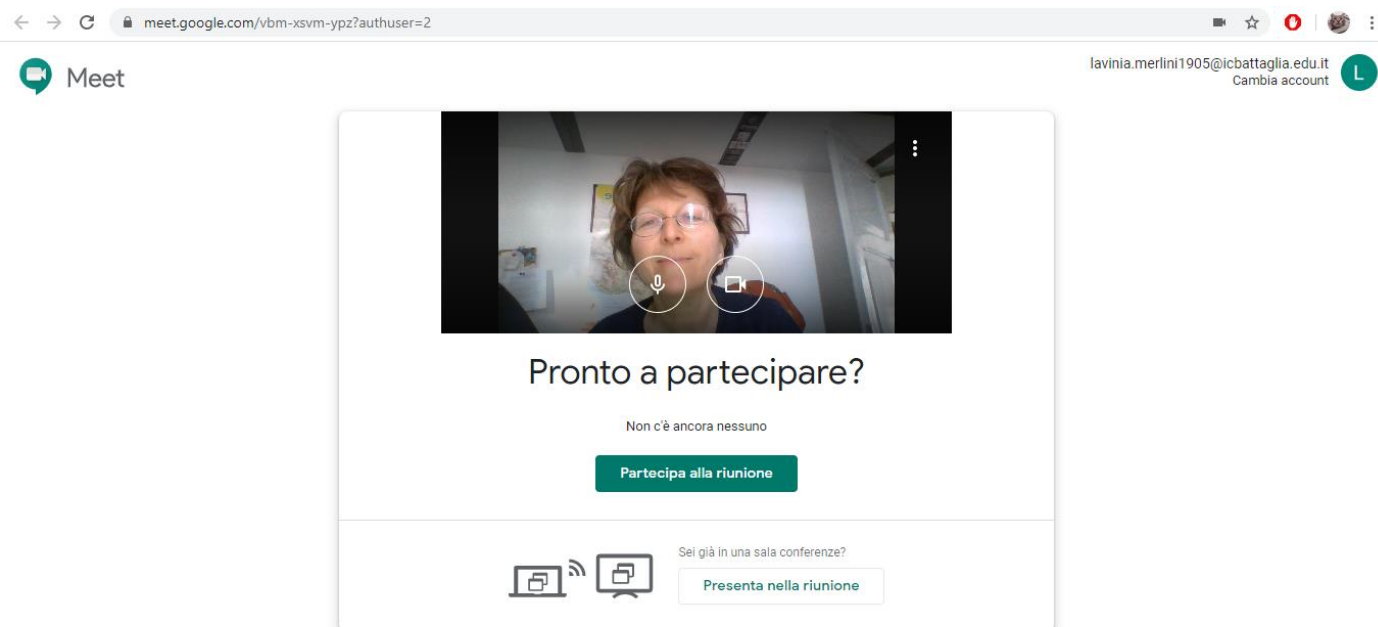 meet.google.com/vbm-xsvm-ypz?authuser=2
Meet
lavinia.merlini1905@icbattaglia.edu.it
Cambia account
L
Pronto a partecipare?
Non c'è ancora nessuno
Partecipa alla riunione
Sei già in una sala conferenze?
Presenta nella riunione